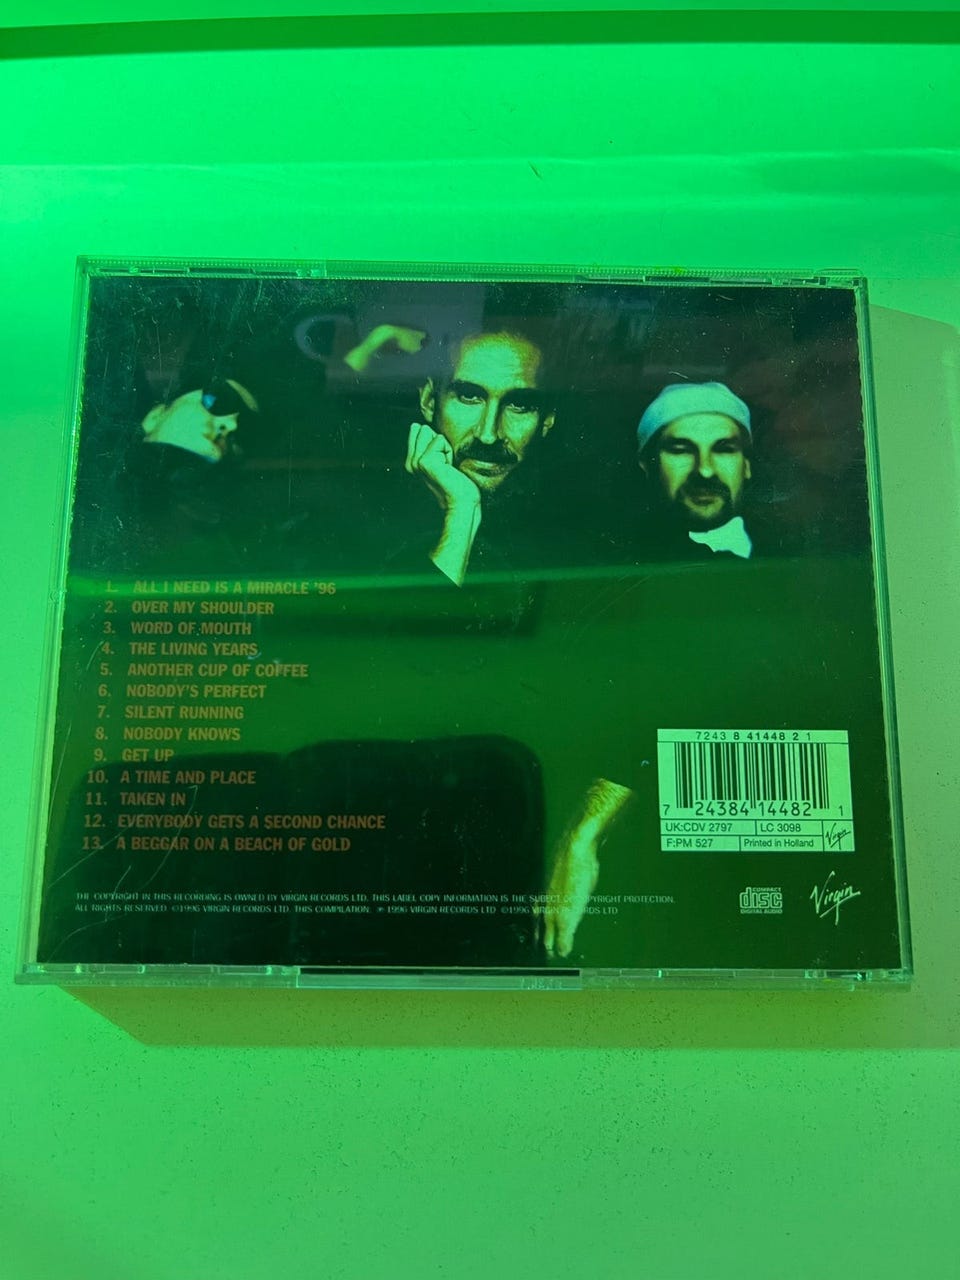 1. ALL I NEED IS A MIRACLE '96
2. OVER MY SHOULDER
3. WORD OF MOUTH
4. THE LIVING YEARS
5. ANOTHER CUP OF COFFEE
6. NOBODY'S PERFECT
7. SILENT RUNNING
8. NOBODY KNOWS
9. GET UP
10. A TIME AND PLACE
11. TAKEN IN
12. EVERYBODY GETS A SECOND CHANCE
13. A BEGGAR ON A BEACH OF GOLD
7243 8 41448 2 1
7 24384 14482 1
UK:CDV 2797 LC 3098
F:PM 527 Printed in Holland Virgin
THE COPYRIGHT IN THIS RECORDING IS OWNED BY VIRGIN RECORDS LTD. THIS LABEL COPY INFORMATION IS THE SUBECT OF COPYRIGHT PROTECTION.
ALL RIGHTS RESERVED. ©1996 VIRGIN RECORDS LTD. THIS COMPILATION ℗ 1996 VIRGIN RECORDS LTD ©1996 VIRGIN RECORDS LTD
COMPACT
disc
DIGITAL AUDIO
Virgin